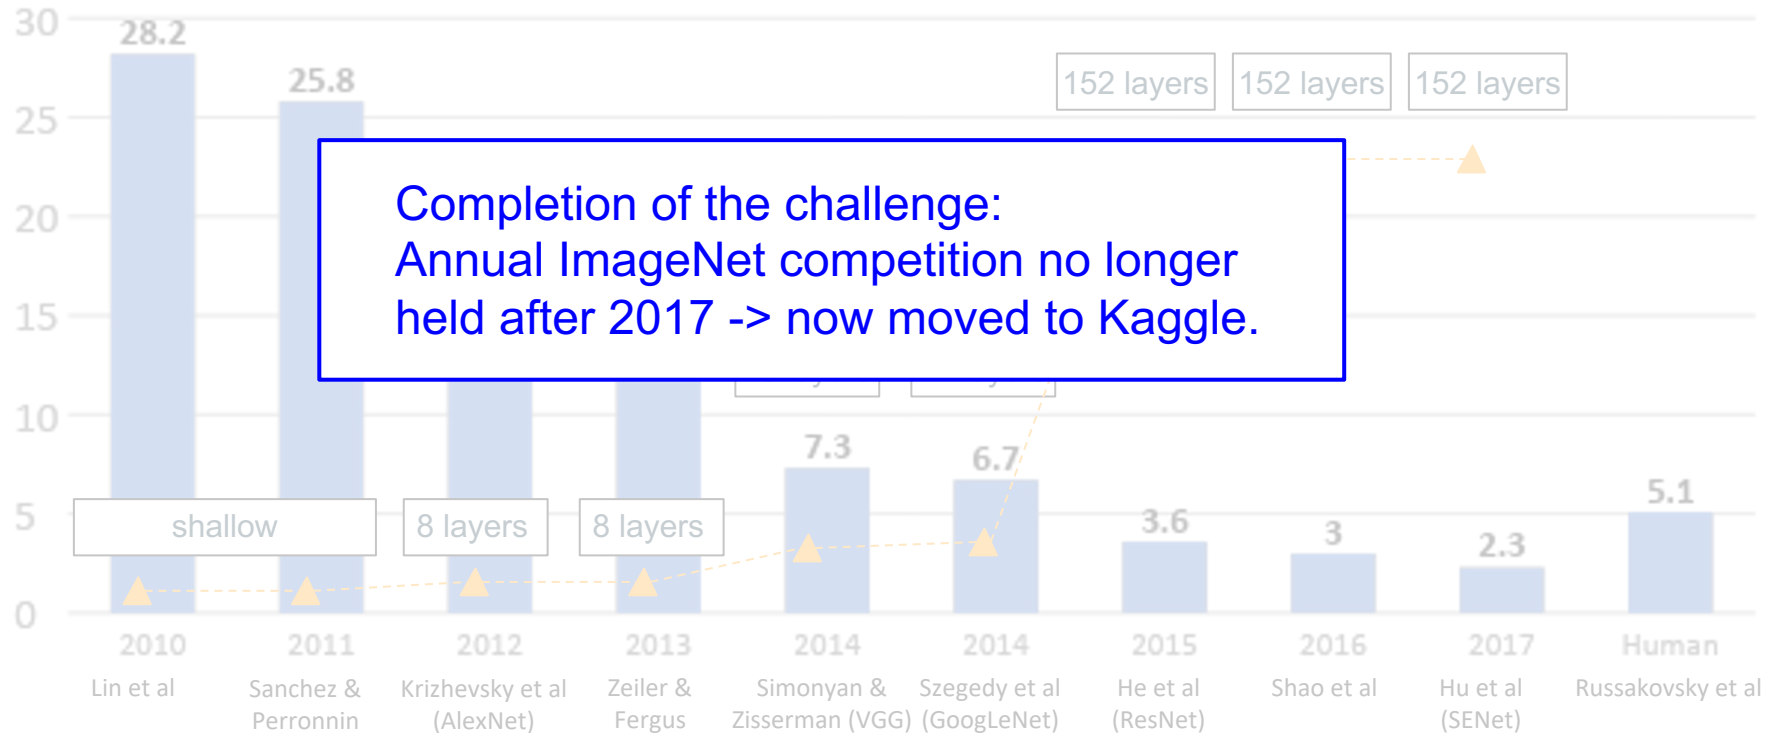 30
28.2
25.8
152 layers 152 layers 152 layers
25
Completion of the challenge:
Annual ImageNet competition no longer
held after 2017 -> now moved to Kaggle.
20
15
10
7.3
6.7
5
shallow
8 layers
8 layers
3.6
3
2.3
5.1
0
2010 2011 2012 2013 2014 2014 2015 2016 2017 Human
Lin et al Sanchez & Krizhevsky et al Zeiler & Simonyan & Szegedy et al He et al Shao et al Hu et al Russakovsky et al
Perronnin (AlexNet) Fergus Zisserman (VGG) (GoogLeNet) (ResNet) (SENet)